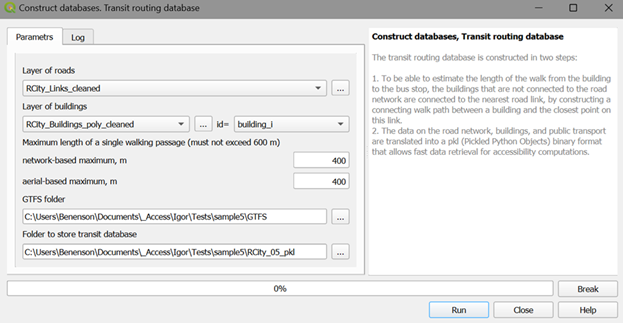 Construct databases. Transit routing database
Parametrs
Log
Layer of roads
RCity_Links_cleaned
...
Layer of buildings
RCity_Buildings_poly_cleaned
...
id=
building_i
Maximum length of a single walking passage (must not exceed 600 m)
network-based maximum, m
400
aerial-based maximum, m
400
GTFS folder
C:\Users\Benenson\Documents\_Access\Igor\Tests\sample5\GTFS
...
Folder to store transit database
C:\Users\Benenson\Documents\_Access\Igor\Tests\sample5\RCity_05_pkl
...
Construct databases, Transit routing database
The transit routing database is constructed in two steps:
1. To be able to estimate the length of the walk from the building
to the bus stop, the buildings that are not connected to the road
network are connected to the nearest road link, by constructing a
connecting walk path between a building and the closest point on
this link.
2. The data on the road network, buildings, and public transport
are translated into a pkl (Pickled Python Objects) binary format
that allows fast data retrieval for accessibility computations.
0%
Break
Run
Close
Help